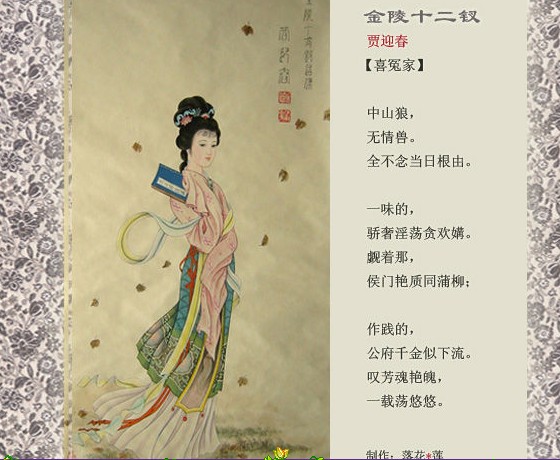 金陵十二钗
贾迎春
【喜冤家】
中山狼，
无情兽。
全不念当日根由。
一味的，
骄奢淫荡贪欢媾。
觑着那，
侯门艳质同蒲柳；
作践的，
公府千金似下流。
叹芳魂艳魄，
一载荡悠悠。
制作：落花*莲